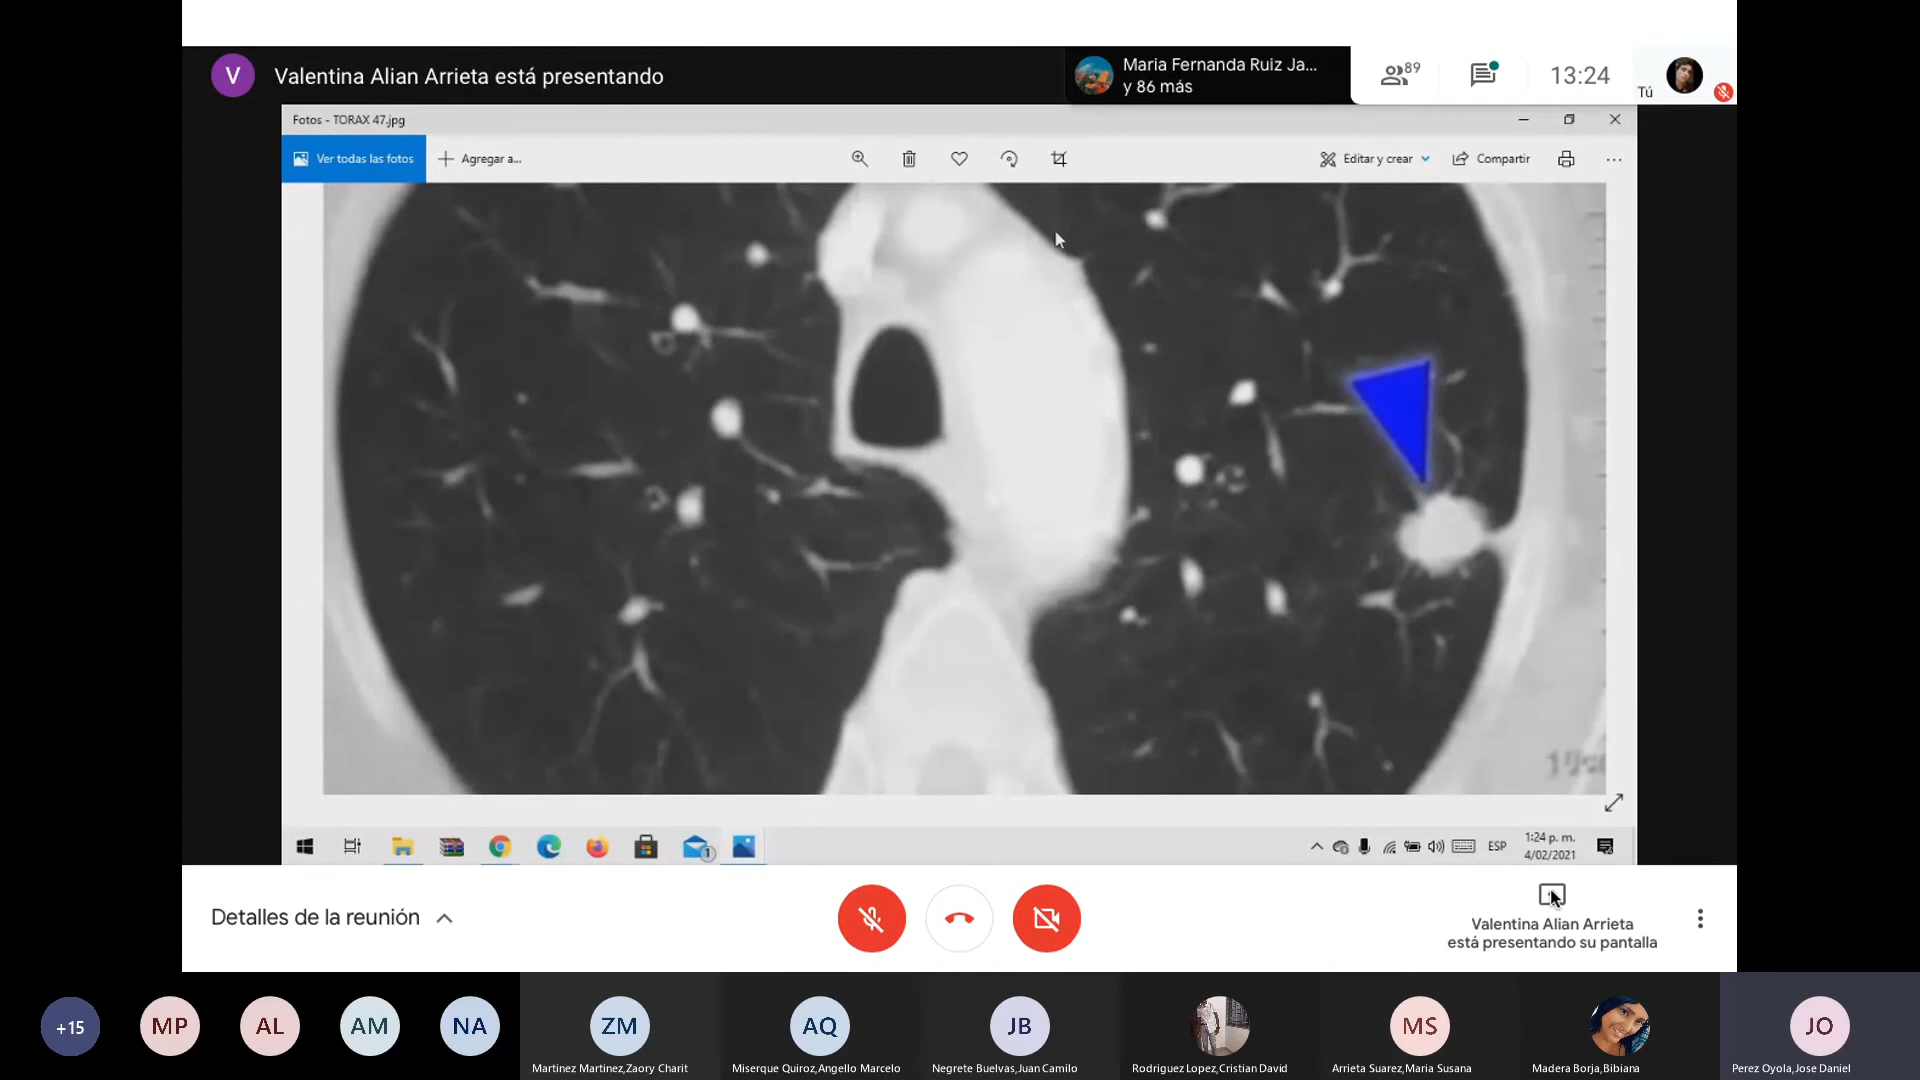 V
Valentina Alian Arrieta está presentando
Maria Fernanda Ruiz Ja...
y 86 más
89
13:24
Tú
Fotos - TORAX 47.jpg
Ver todas las fotos
Agregar a...
Editar y crear
Compartir
1
ESP
1:24 p. m.
4/02/2021
Detalles de la reunión
Valentina Alian Arrieta
está presentando su pantalla
+15
MP
AL
AM
NA
ZM
AQ
JB
MS
JO
Martinez Martinez,Zaory Charit
Miserque Quiroz,Angello Marcelo
Negrete Buelvas,Juan Camilo
Rodriguez Lopez,Cristian David
Arrieta Suarez,Maria Susana
Madera Borja,Bibiana
Perez Oyola,Jose Daniel